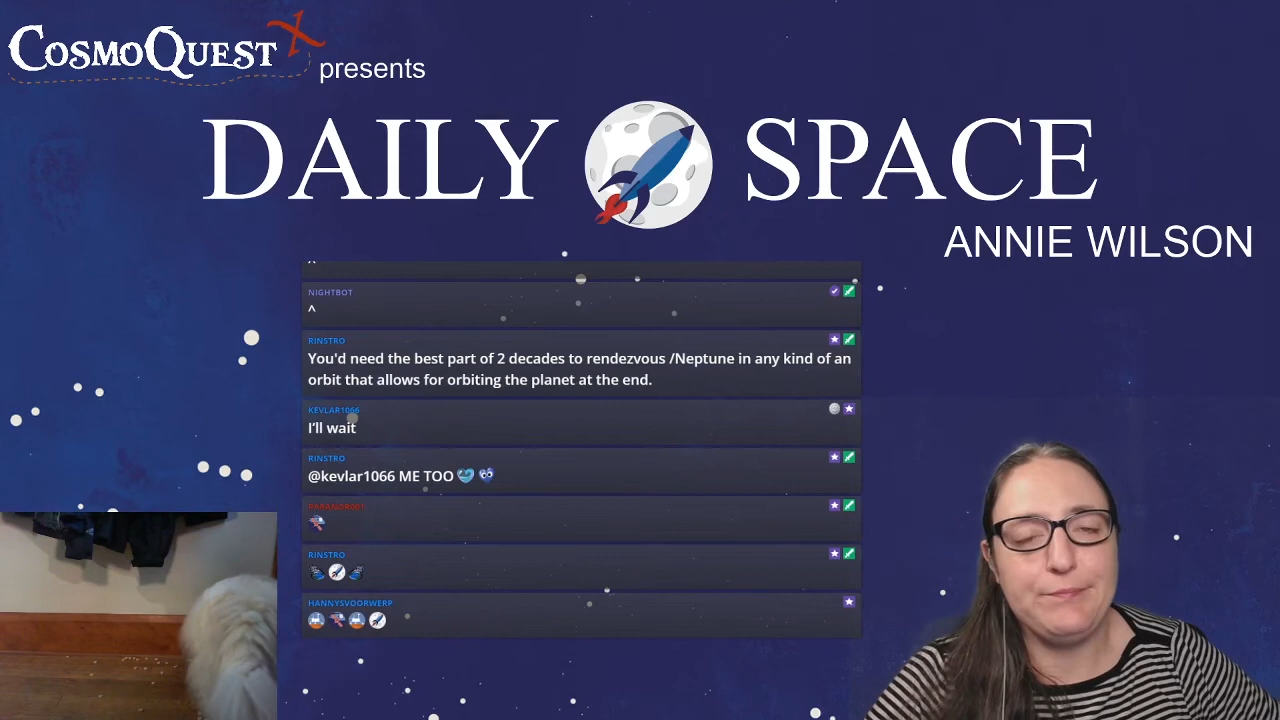 COSMOQUEST X
presents
DAILY SPACE
ANNIE WILSON
^
NIGHTBOT
^
RINSTRO
You'd need the best part of 2 decades to rendezvous /Neptune in any kind of an
orbit that allows for orbiting the planet at the end.
KEVLAR1066
I'll wait
RINSTRO
@kevlar1066 ME TOO
RINSTRO
HANNYSVOORWERP